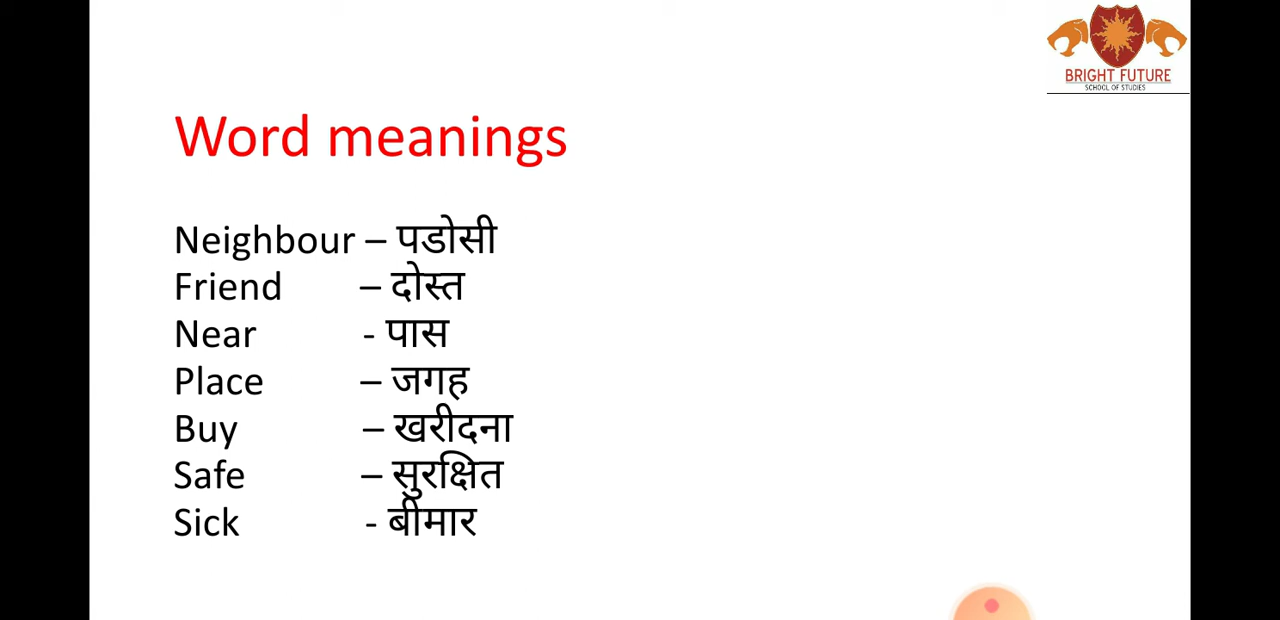 BRIGHT FUTURE
SCHOOL OF STUDIES
Word meanings
Neighbour – पडोसी
Friend – दोस्त
Near - पास
Place – जगह
Buy – खरीदना
Safe – सुरक्षित
Sick - बीमार